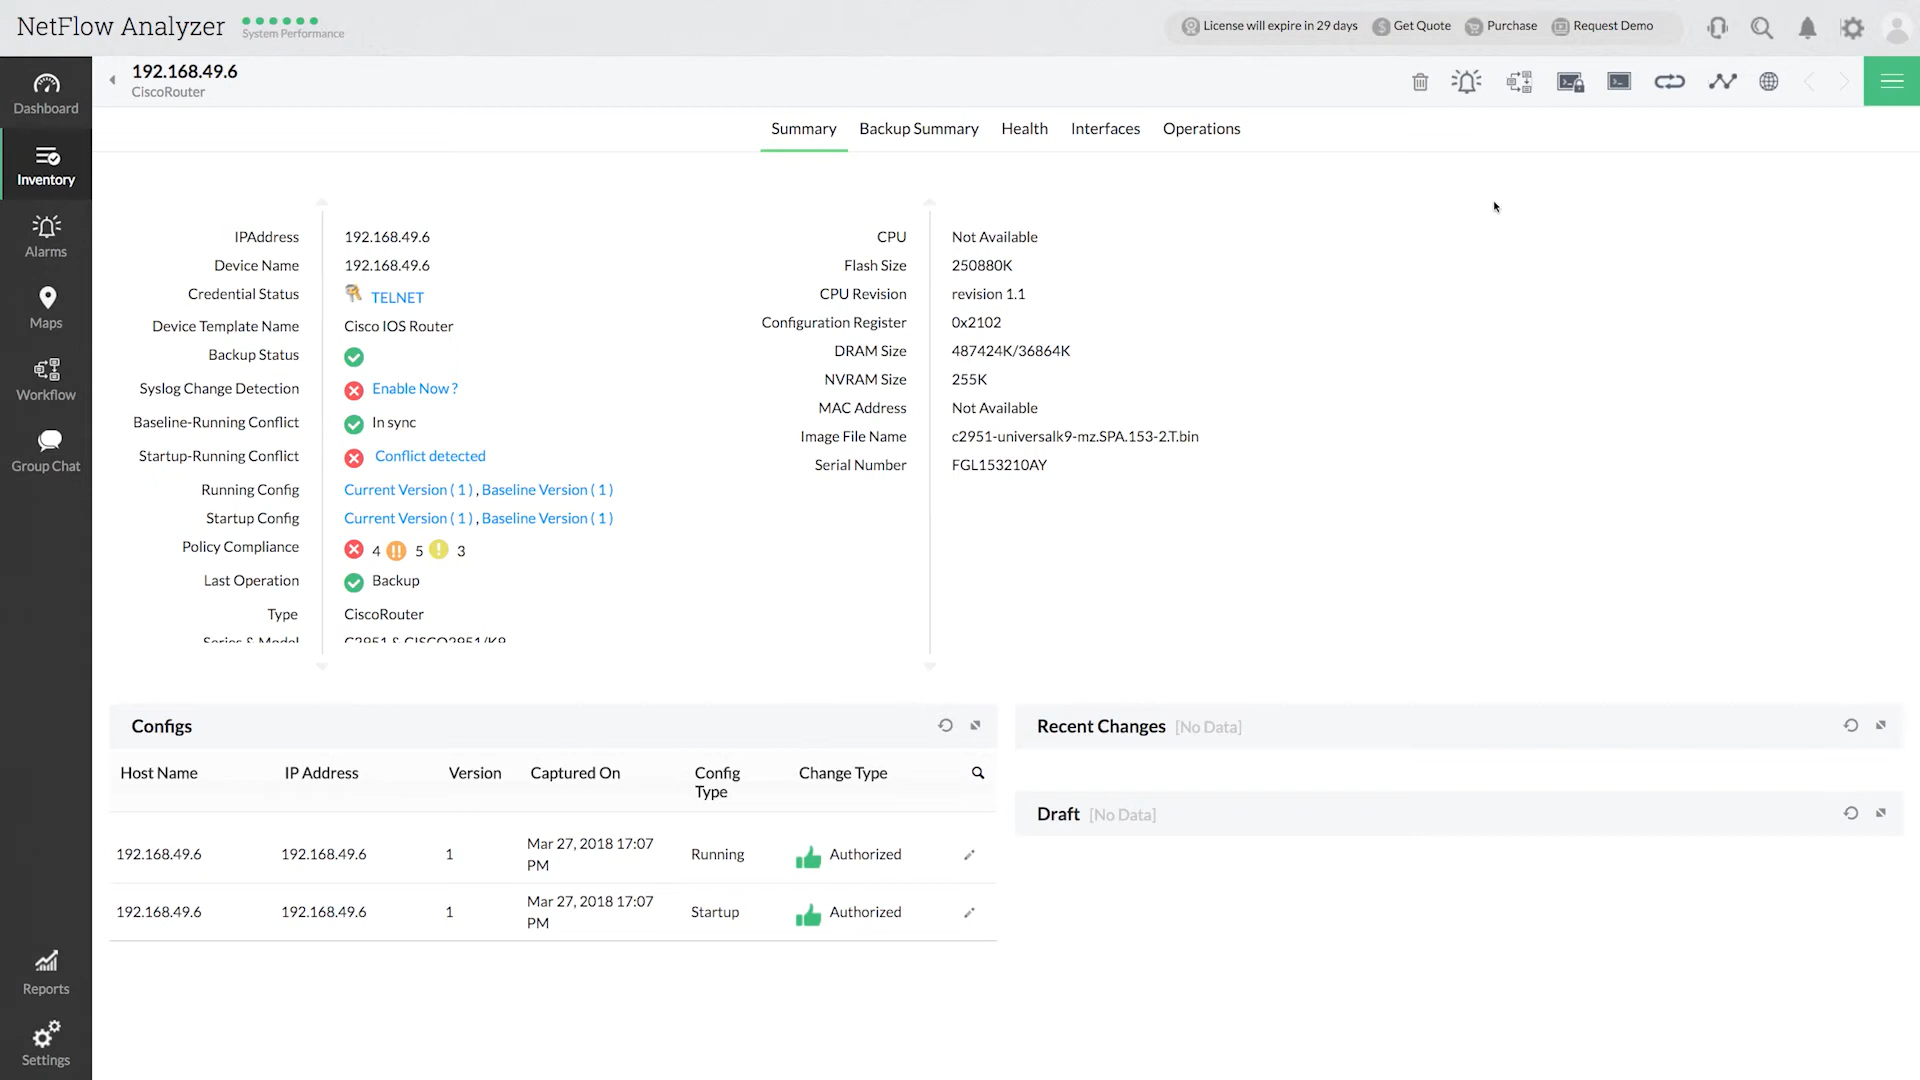 NetFlow Analyzer
System Performance
License will expire in 29 days
Get Quote
Purchase
Request Demo
192.168.49.6
CiscoRouter
Dashboard
Inventory
Alarms
Maps
Workflow
Group Chat
Reports
Settings
Summary
Backup Summary
Health
Interfaces
Operations
IPAddress 192.168.49.6
Device Name 192.168.49.6
Credential Status TELNET
Device Template Name Cisco IOS Router
Backup Status
Syslog Change Detection Enable Now ?
Baseline-Running Conflict In sync
Startup-Running Conflict Conflict detected
Running Config Current Version ( 1 ) , Baseline Version ( 1 )
Startup Config Current Version ( 1 ) , Baseline Version ( 1 )
Policy Compliance 4 !! 5 ! 3
Last Operation Backup
Type CiscoRouter
Series & Model C2951 & CISCO2951/K9
CPU Not Available
Flash Size 250880K
CPU Revision revision 1.1
Configuration Register 0x2102
DRAM Size 487424K/36864K
NVRAM Size 255K
MAC Address Not Available
Image File Name c2951-universalk9-mz.SPA.153-2.T.bin
Serial Number FGL153210AY
Configs
Host Name IP Address Version Captured On Config Type Change Type
192.168.49.6 192.168.49.6 1 Mar 27, 2018 17:07 PM Running Authorized
192.168.49.6 192.168.49.6 1 Mar 27, 2018 17:07 PM Startup Authorized
Recent Changes [No Data]
Draft [No Data]